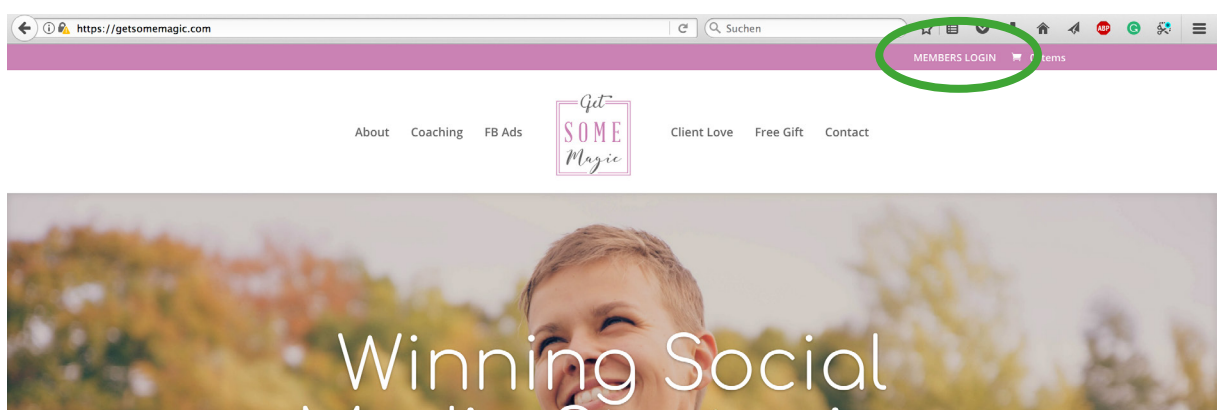 https://getsomemagic.com
Suchen
ABP
MEMBERS LOGIN
About Coaching FB Ads
Get
SOME
Magic
Client Love Free Gift Contact
Winning Social